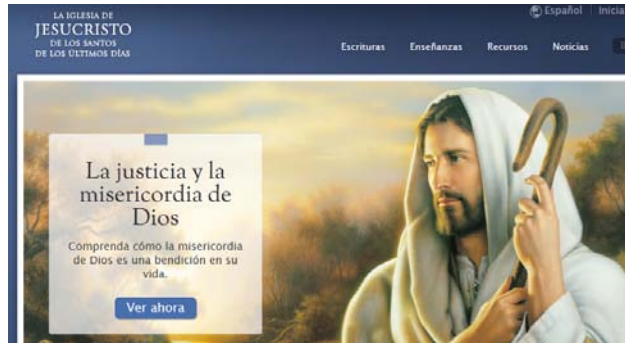 LA IGLESIA DE
JESUCRISTO
DE LOS SANTOS
DE LOS ÚLTIMOS DÍAS
Español
Inicia
Escrituras
Enseñanzas
Recursos
Noticias
La justicia y la
misericordia de
Dios
Comprenda cómo la misericordia
de Dios es una bendición en su
vida.
Ver ahora